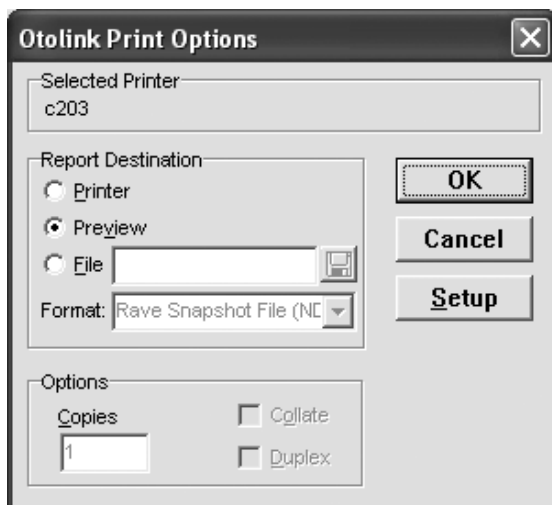 Otolink Print Options
Selected Printer
c203
Report Destination
Printer
Preview
File
Format: Rave Snapshot File (ND
OK
Cancel
Setup
Options
Copies
1
Collate
Duplex